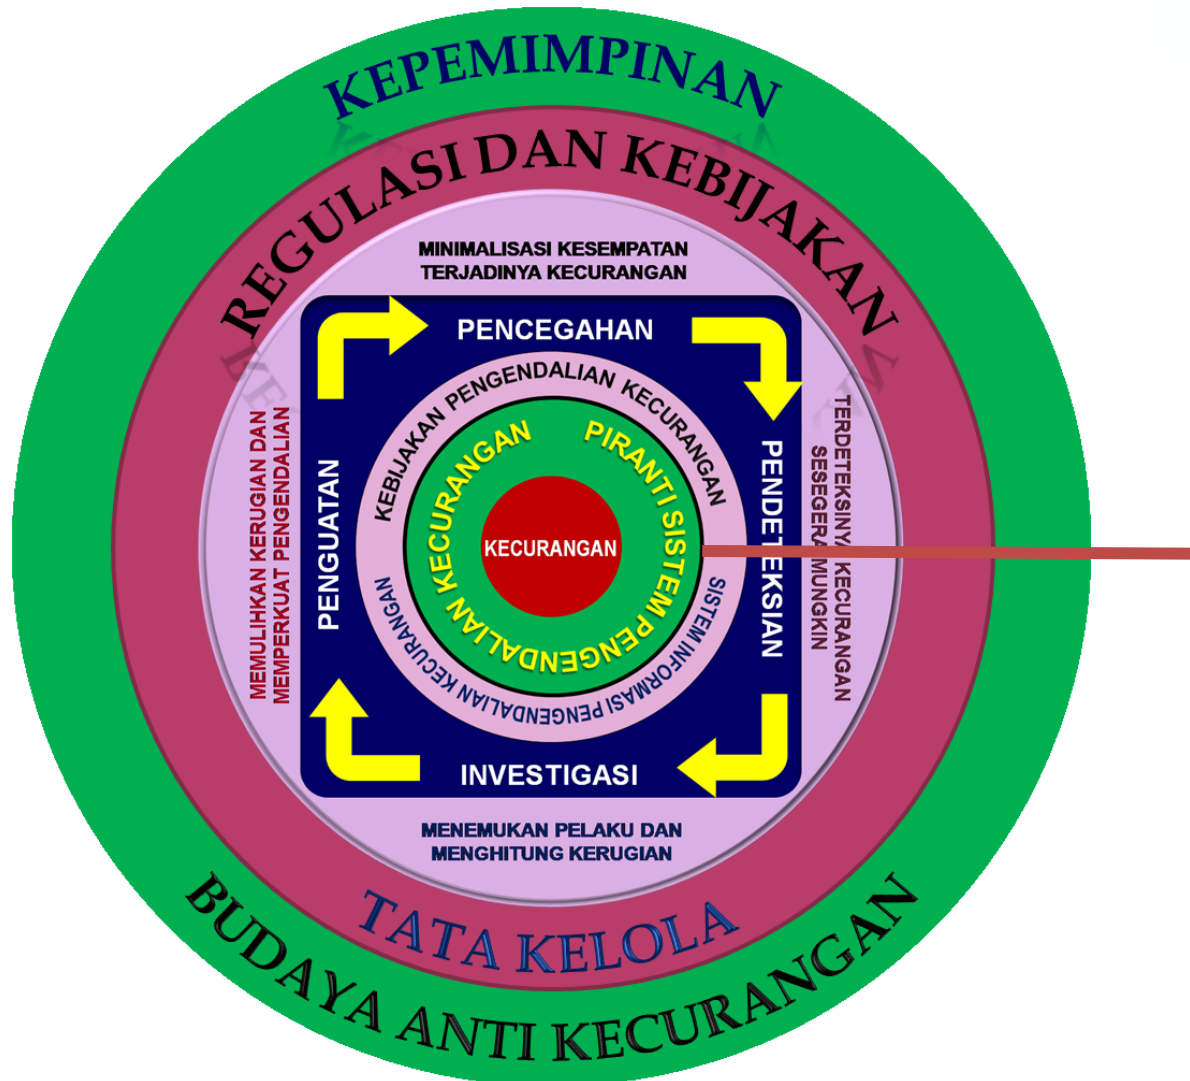 KEPEMIMPINAN
REGULASI DAN KEBIJAKAN
MINIMALISASI KESEMPATAN
TERJADINYA KECURANGAN
PENCEGAHAN
KEBIJAKAN PENGENDALIAN KECURANGAN
PIRANTI SISTEM PENGENDALIAN KECURANGAN
KECURANGAN
SISTEM INFORMASI PENGENDALIAN KECURANGAN
PENDETEKSIAN
TERDETEKSINYA KECURANGAN
SESEGERA MUNGKIN
INVESTIGASI
MENEMUKAN PELAKU DAN
MENGHITUNG KERUGIAN
PENGUATAN
MEMULIHKAN KERUGIAN DAN
MEMPERKUAT PENGENDALIAN
TATA KELOLA
BUDAYA ANTI KECURANGAN